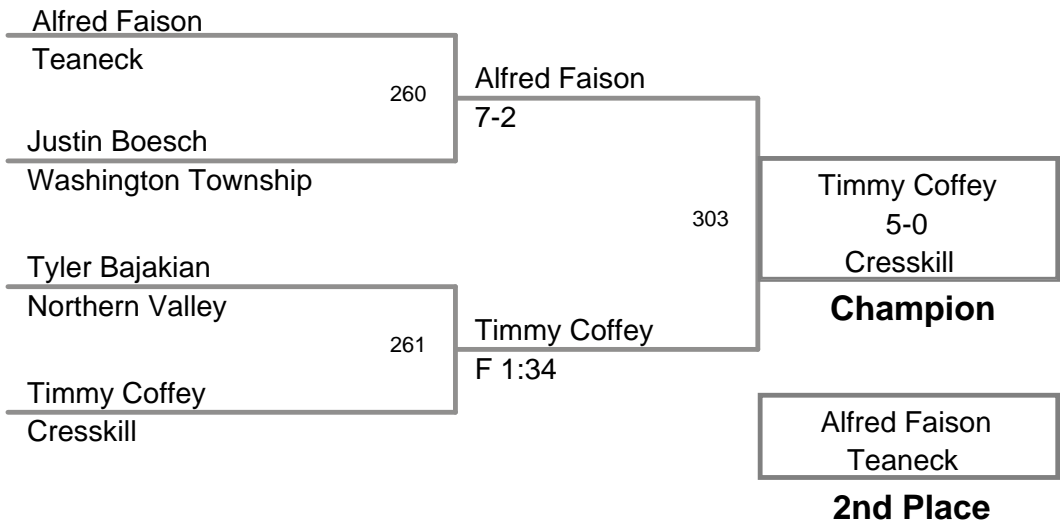 Alfred Faison
Teaneck
260
Justin Boesch
Washington Township
Alfred Faison
7-2
Tyler Bajakian
Northern Valley
261
Timmy Coffey
Cresskill
Timmy Coffey
F 1:34
303
Timmy Coffey
5-0
Cresskill
Champion
Alfred Faison
Teaneck
2nd Place